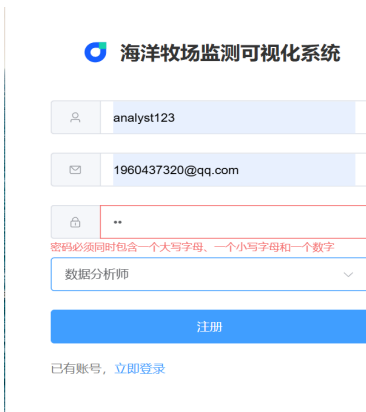 海洋牧场监测可视化系统
analyst123
1960437320@qq.com
••
密码必须同时包含一个大写字母、一个小写字母和一个数字
数据分析师
注册
已有账号，立即登录